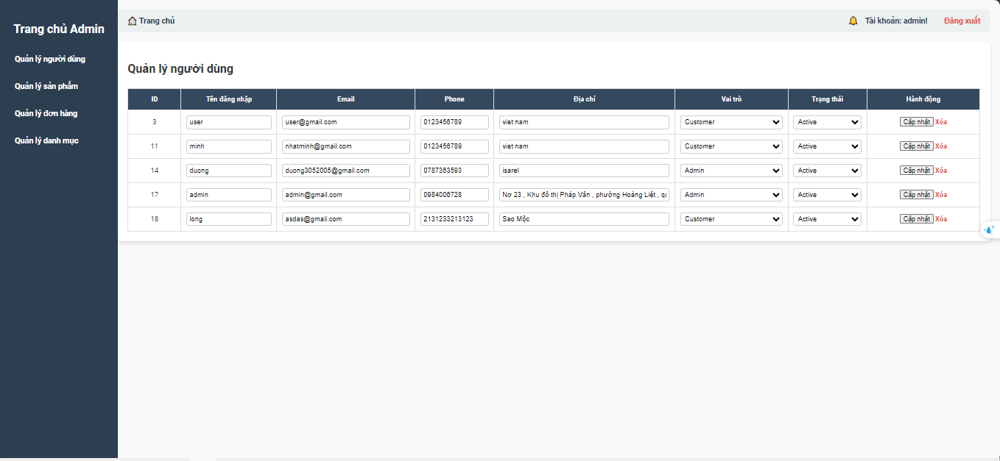 Trang chủ Admin
Quản lý người dùng
Quản lý sản phẩm
Quản lý đơn hàng
Quản lý danh mục
Trang chủ
Tài khoản: admin!
Đăng xuất
Quản lý người dùng
ID Tên đăng nhập Email Phone Địa chỉ Vai trò Trạng thái Hành động
3 user user@gmail.com 0123456789 viet nam Customer Active Cập nhật Xóa
11 minh nhatminh@gmail.com 0123456789 viet nam Customer Active Cập nhật Xóa
14 duong duong3052005@gmail.com 0787363593 isarel Admin Active Cập nhật Xóa
17 admin admin@gmail.com 0984006728 Nơ 23 , Khu đô thị Pháp Vân , phường Hoàng Liệt , qu Admin Active Cập nhật Xóa
18 long asdas@gmail.com 2131233213123 Sao Mộc Customer Active Cập nhật Xóa